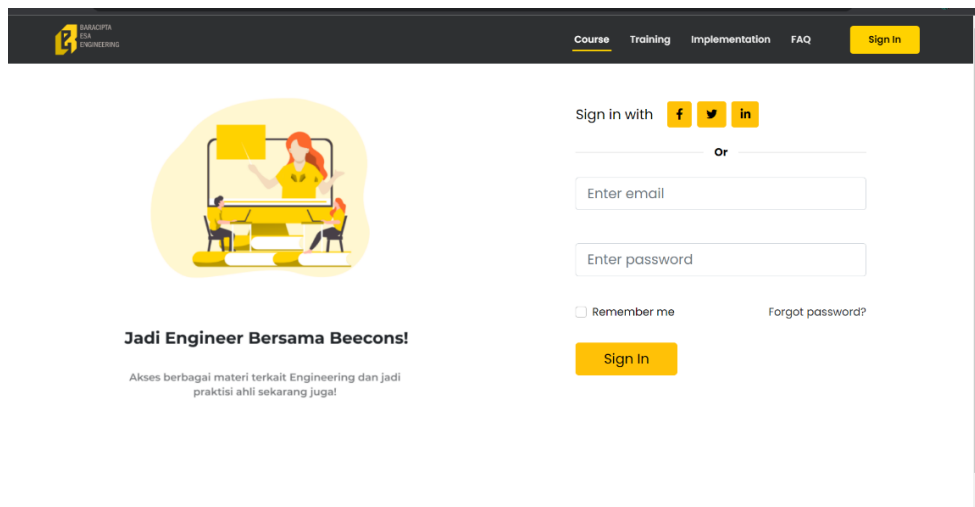 BARACIPTA
ESA
ENGINEERING
Course Training Implementation FAQ Sign In
Sign in with
Or
Enter email
Enter password
Remember me Forgot password?
Sign In
Jadi Engineer Bersama Beecons!
Akses berbagai materi terkait Engineering dan jadi
praktisi ahli sekarang juga!